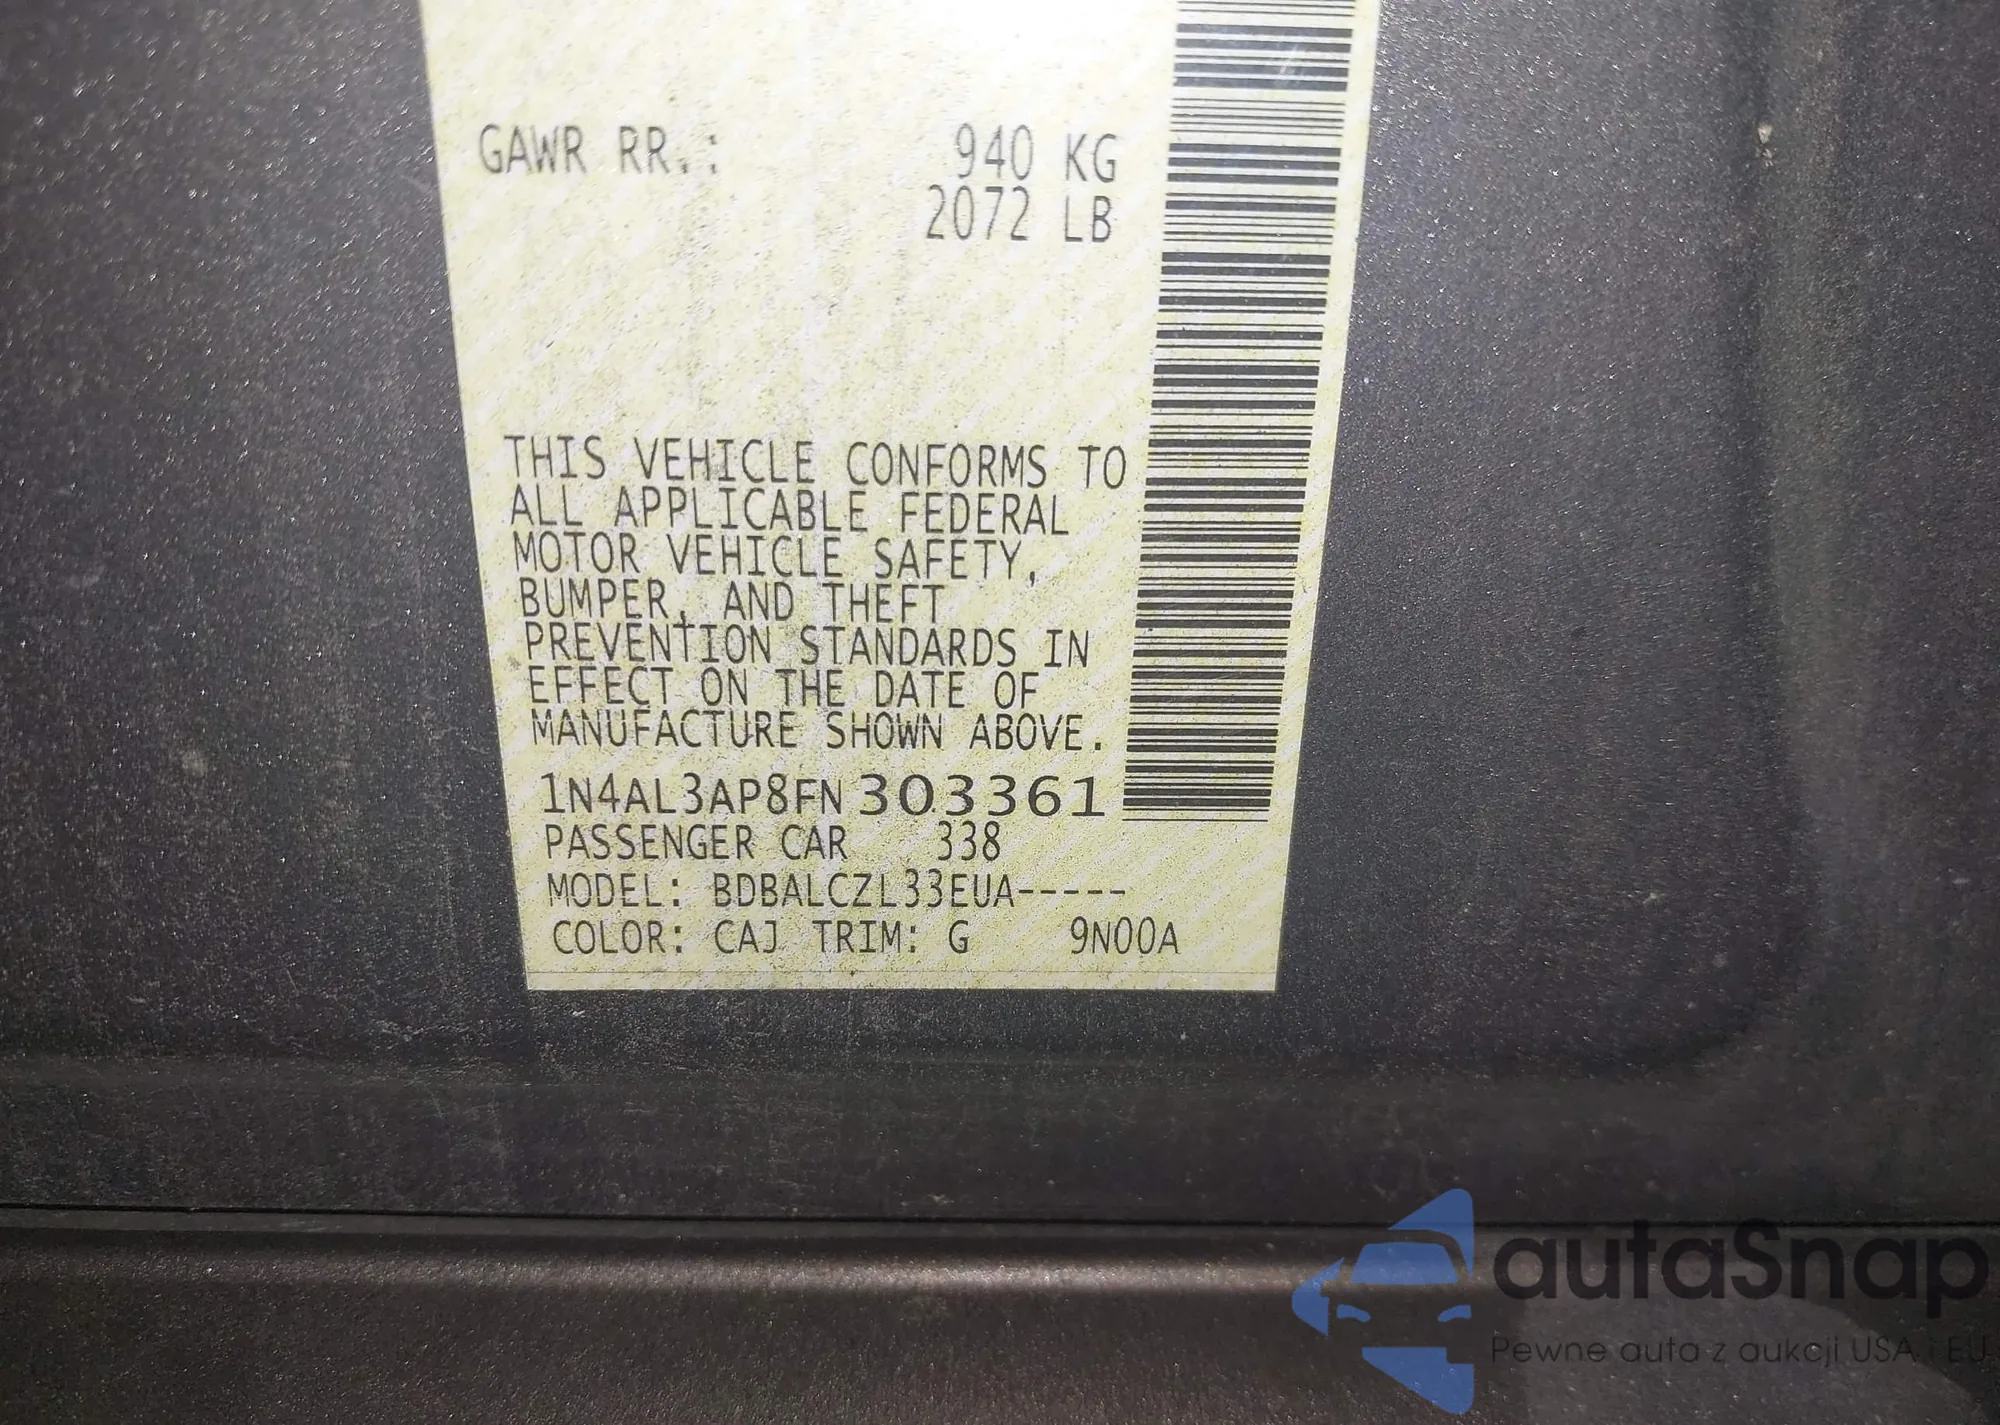 GAWR RR.: 940 KG
2072 LB
THIS VEHICLE CONFORMS TO
ALL APPLICABLE FEDERAL
MOTOR VEHICLE SAFETY,
BUMPER, AND THEFT
PREVENTION STANDARDS IN
EFFECT ON THE DATE OF
MANUFACTURE SHOWN ABOVE.
1N4AL3AP8FN303361
PASSENGER CAR 338
MODEL: BDBALCZL33EUA-----
COLOR: CAJ TRIM: G 9N00A
autaSnap
Pewne auta z aukcji USA i EU